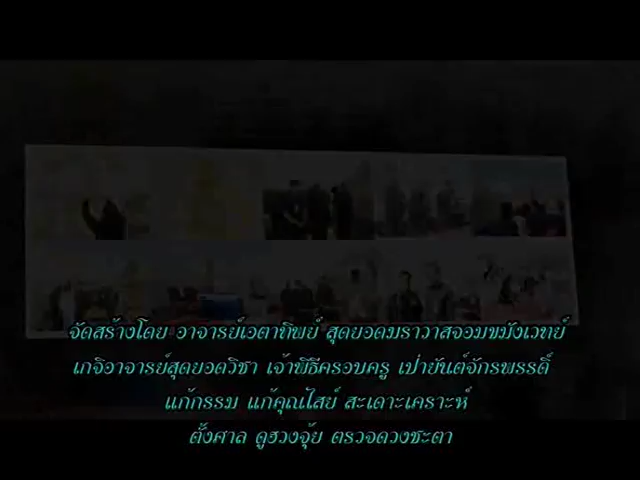 จัดสร้างโดย อาจารย์เวตาทิพย์ สุดยอดฆราวาสจอมขมังเวทย์
เกจิอาจารย์สุดยอดวิชา เจ้าพิธีครอบครู เป่ายันต์จักรพรรดิ์
แก้กรรม แก้คุณไสย์ สะเดาะเคราะห์
ตั้งศาล ดูฮวงจุ้ย ตรวจดวงชะตา